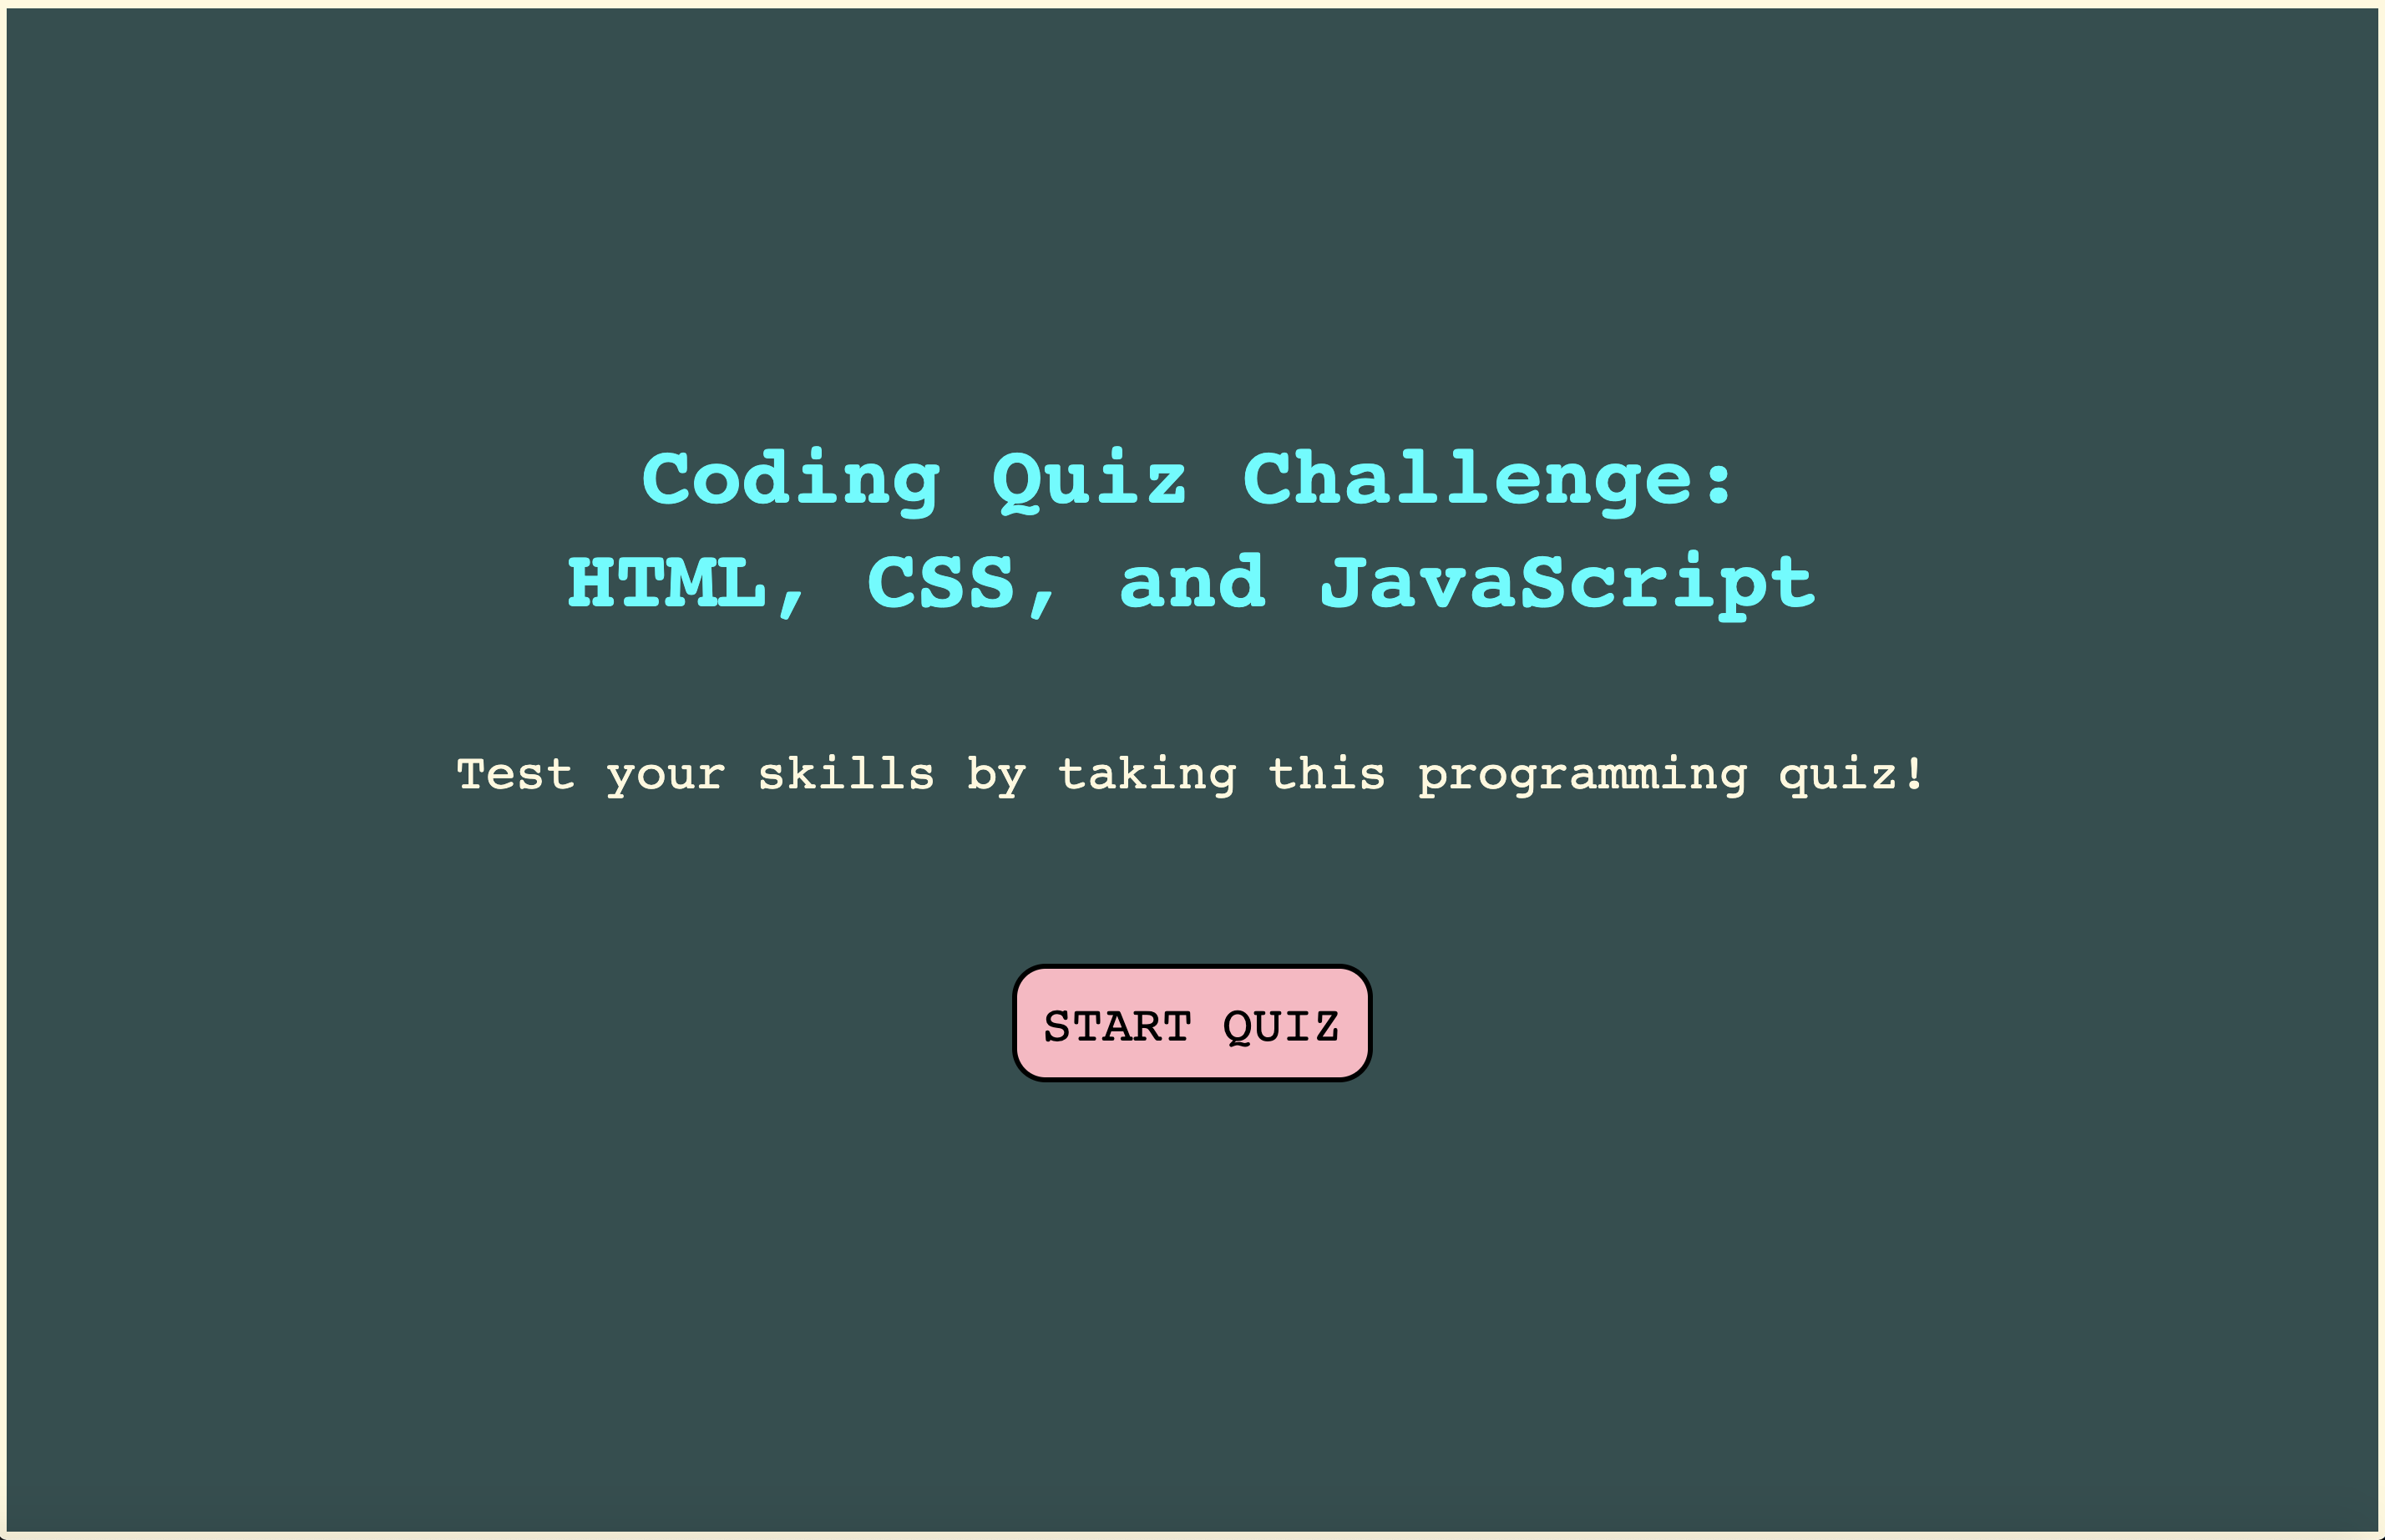 Coding Quiz Challenge:
HTML, CSS, and JavaScript
Test your skills by taking this programming quiz!
START QUIZ